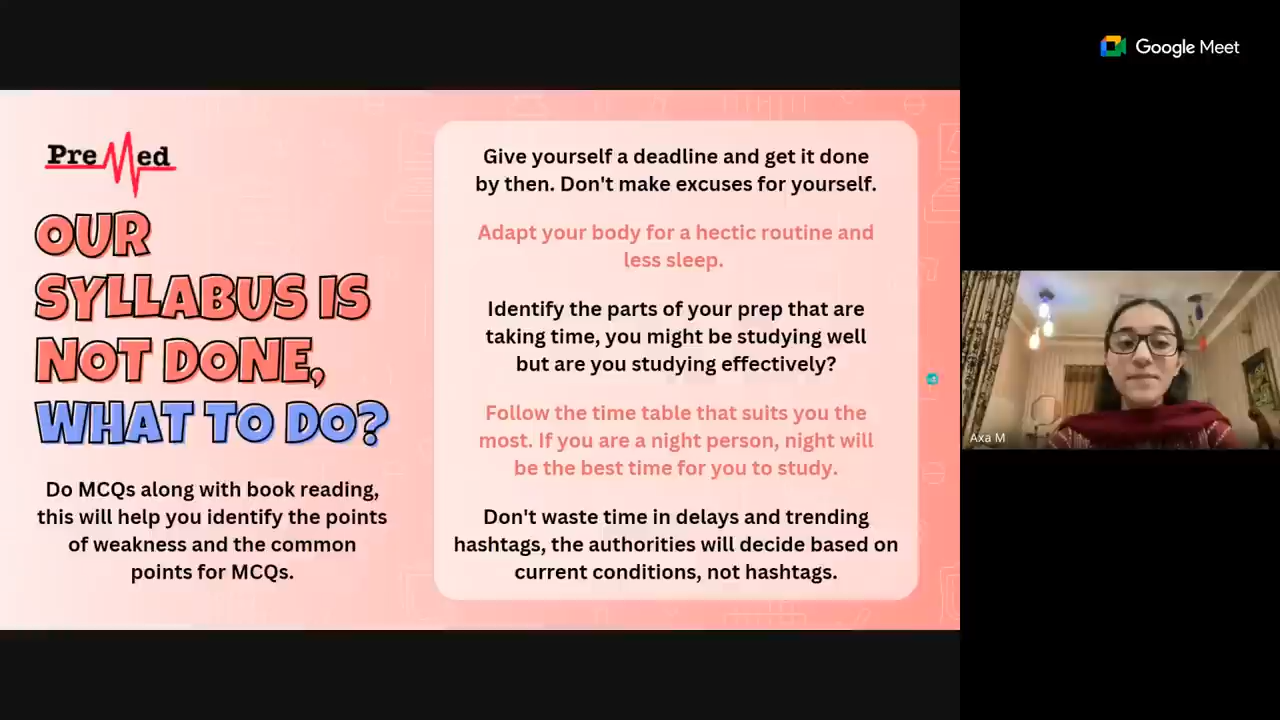 Google Meet
PreMed
OUR
SYLLABUS IS
NOT DONE,
WHAT TO DO?
Do MCQs along with book reading,
this will help you identify the points
of weakness and the common
points for MCQs.
Give yourself a deadline and get it done
by then. Don't make excuses for yourself.
Adapt your body for a hectic routine and
less sleep.
Identify the parts of your prep that are
taking time, you might be studying well
but are you studying effectively?
Follow the time table that suits you the
most. If you are a night person, night will
be the best time for you to study.
Don't waste time in delays and trending
hashtags, the authorities will decide based on
current conditions, not hashtags.
Axa M